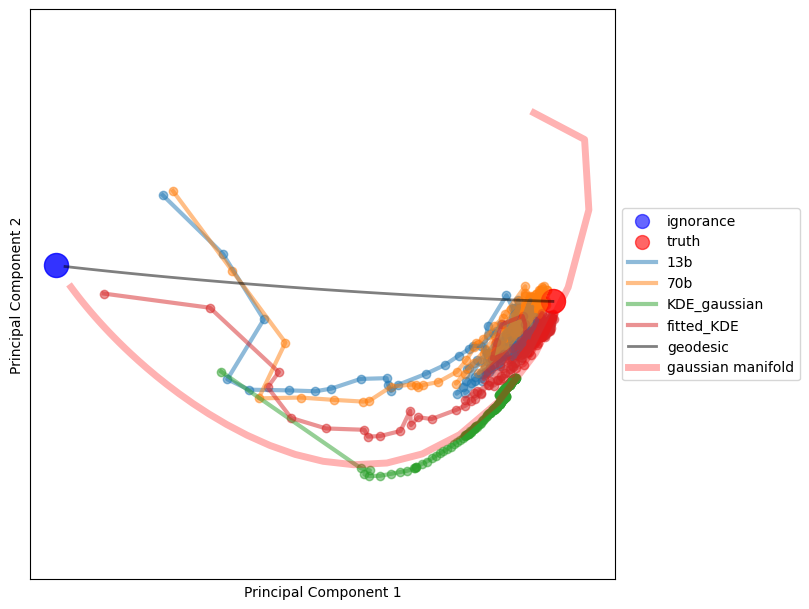 Principal Component 2
Principal Component 1
ignorance
truth
13b
70b
KDE_gaussian
fitted_KDE
geodesic
gaussian manifold